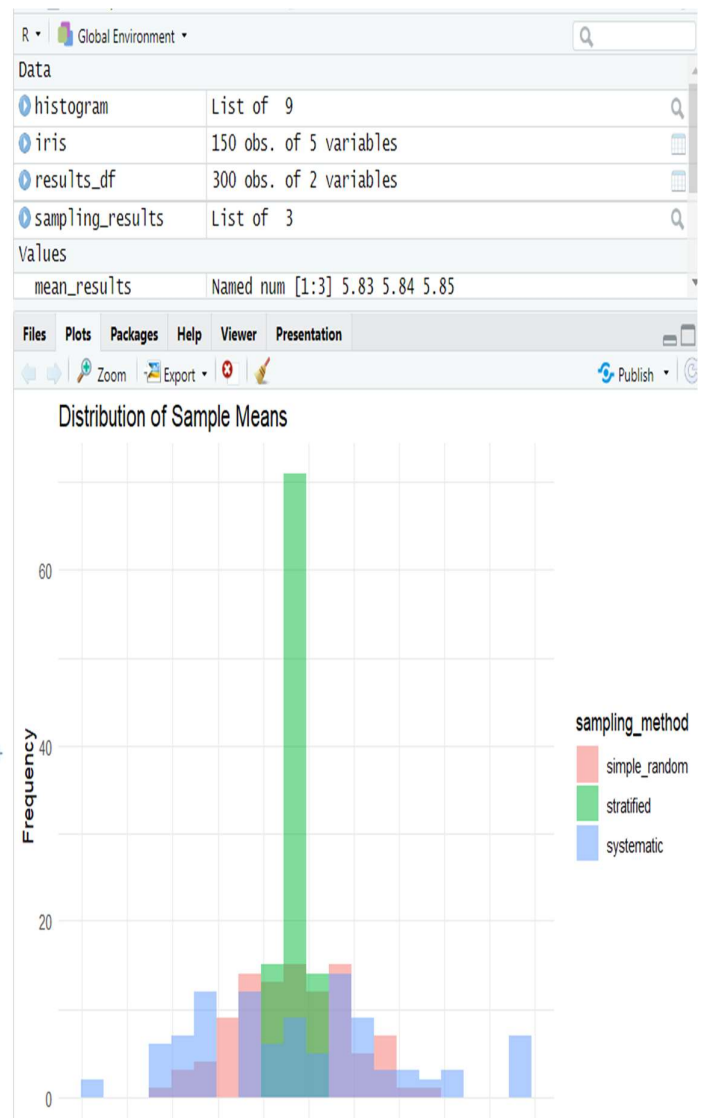 R Global Environment
Data
histogram List of 9
iris 150 obs. of 5 variables
results_df 300 obs. of 2 variables
sampling_results List of 3
Values
mean_results Named num [1:3] 5.83 5.84 5.85
Files Plots Packages Help Viewer Presentation
Zoom Export Publish
Distribution of Sample Means
60
40
20
0
Frequency
sampling_method
simple_random
stratified
systematic